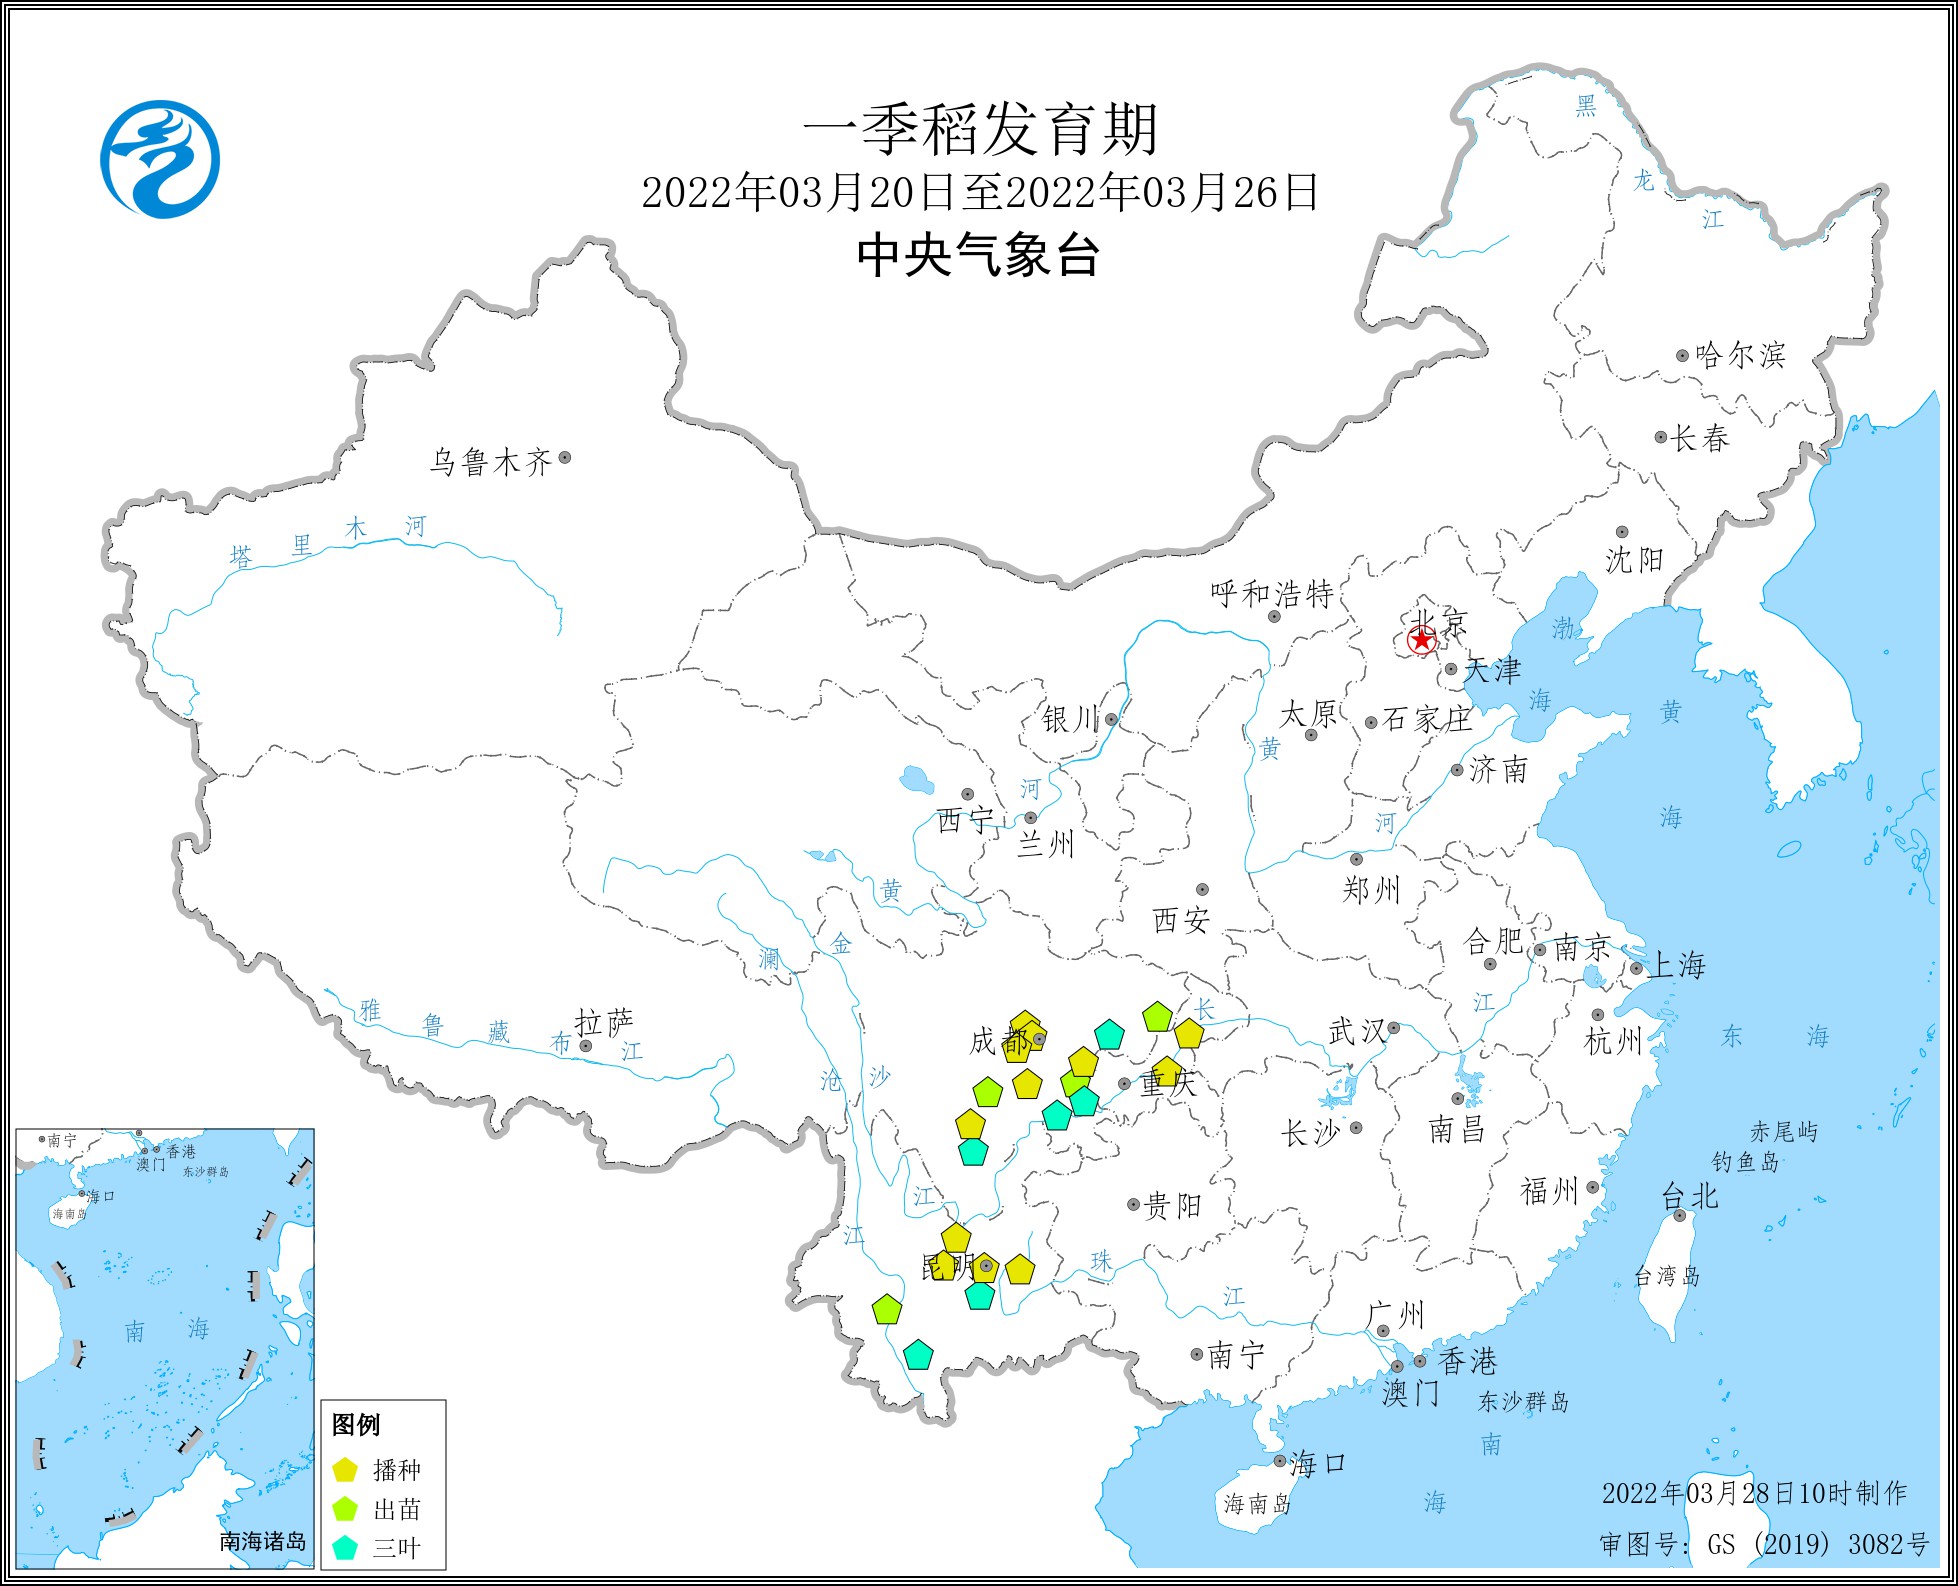 一季稻发育期
2022年03月20日至2022年03月26日
中央气象台
黑
龙
江
哈尔滨
长春
沈阳
乌鲁木齐
塔里木河
呼和浩特
北京
天津
渤
海
银川
太原
石家庄
黄
济南
黄
海
河
西宁
兰州
河
郑州
黄
西安
金
澜
合肥
南京
上海
雅鲁藏布江
拉萨
成都
长
武汉
江
杭州
东海
沧
沙
重庆
长沙
南昌
赤尾屿
钓鱼岛
江
贵阳
福州
台北
江
昆明
珠
江
台湾岛
广州
南宁
香港
澳门
东沙群岛
南
海
海口
海南岛
南宁
香港
澳门
东沙群岛
海口
海南岛
南海
南海诸岛
图例
播种
出苗
三叶
2022年03月28日10时制作
审图号: GS (2019) 3082号